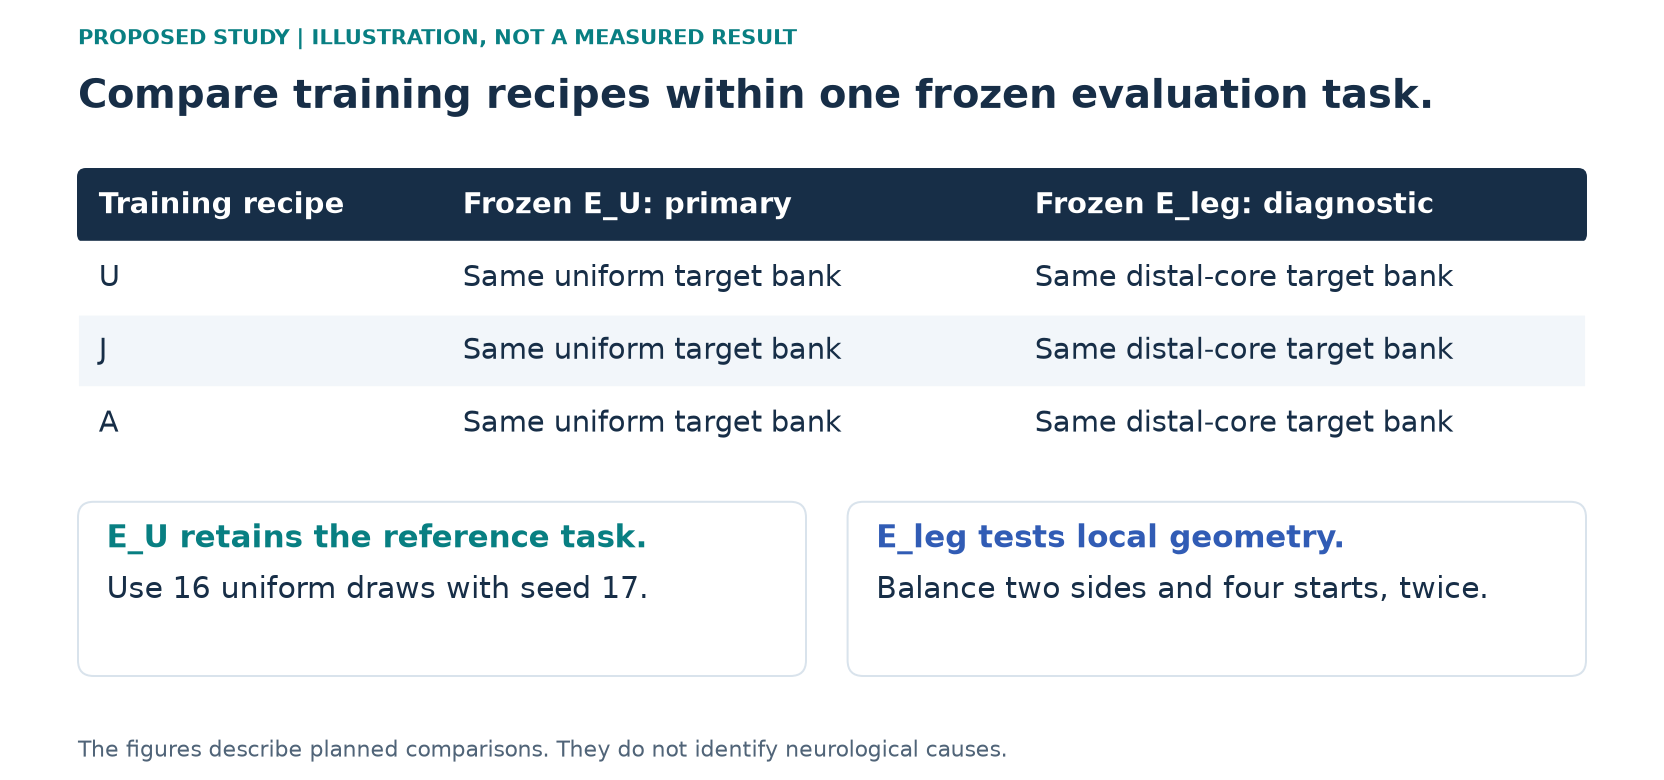 PROPOSED STUDY | ILLUSTRATION, NOT A MEASURED RESULT
Compare training recipes within one frozen evaluation task.
Training recipe Frozen E_U: primary Frozen E_leg: diagnostic
U Same uniform target bank Same distal-core target bank
J Same uniform target bank Same distal-core target bank
A Same uniform target bank Same distal-core target bank
E_U retains the reference task.
Use 16 uniform draws with seed 17.
E_leg tests local geometry.
Balance two sides and four starts, twice.
The figures describe planned comparisons. They do not identify neurological causes.